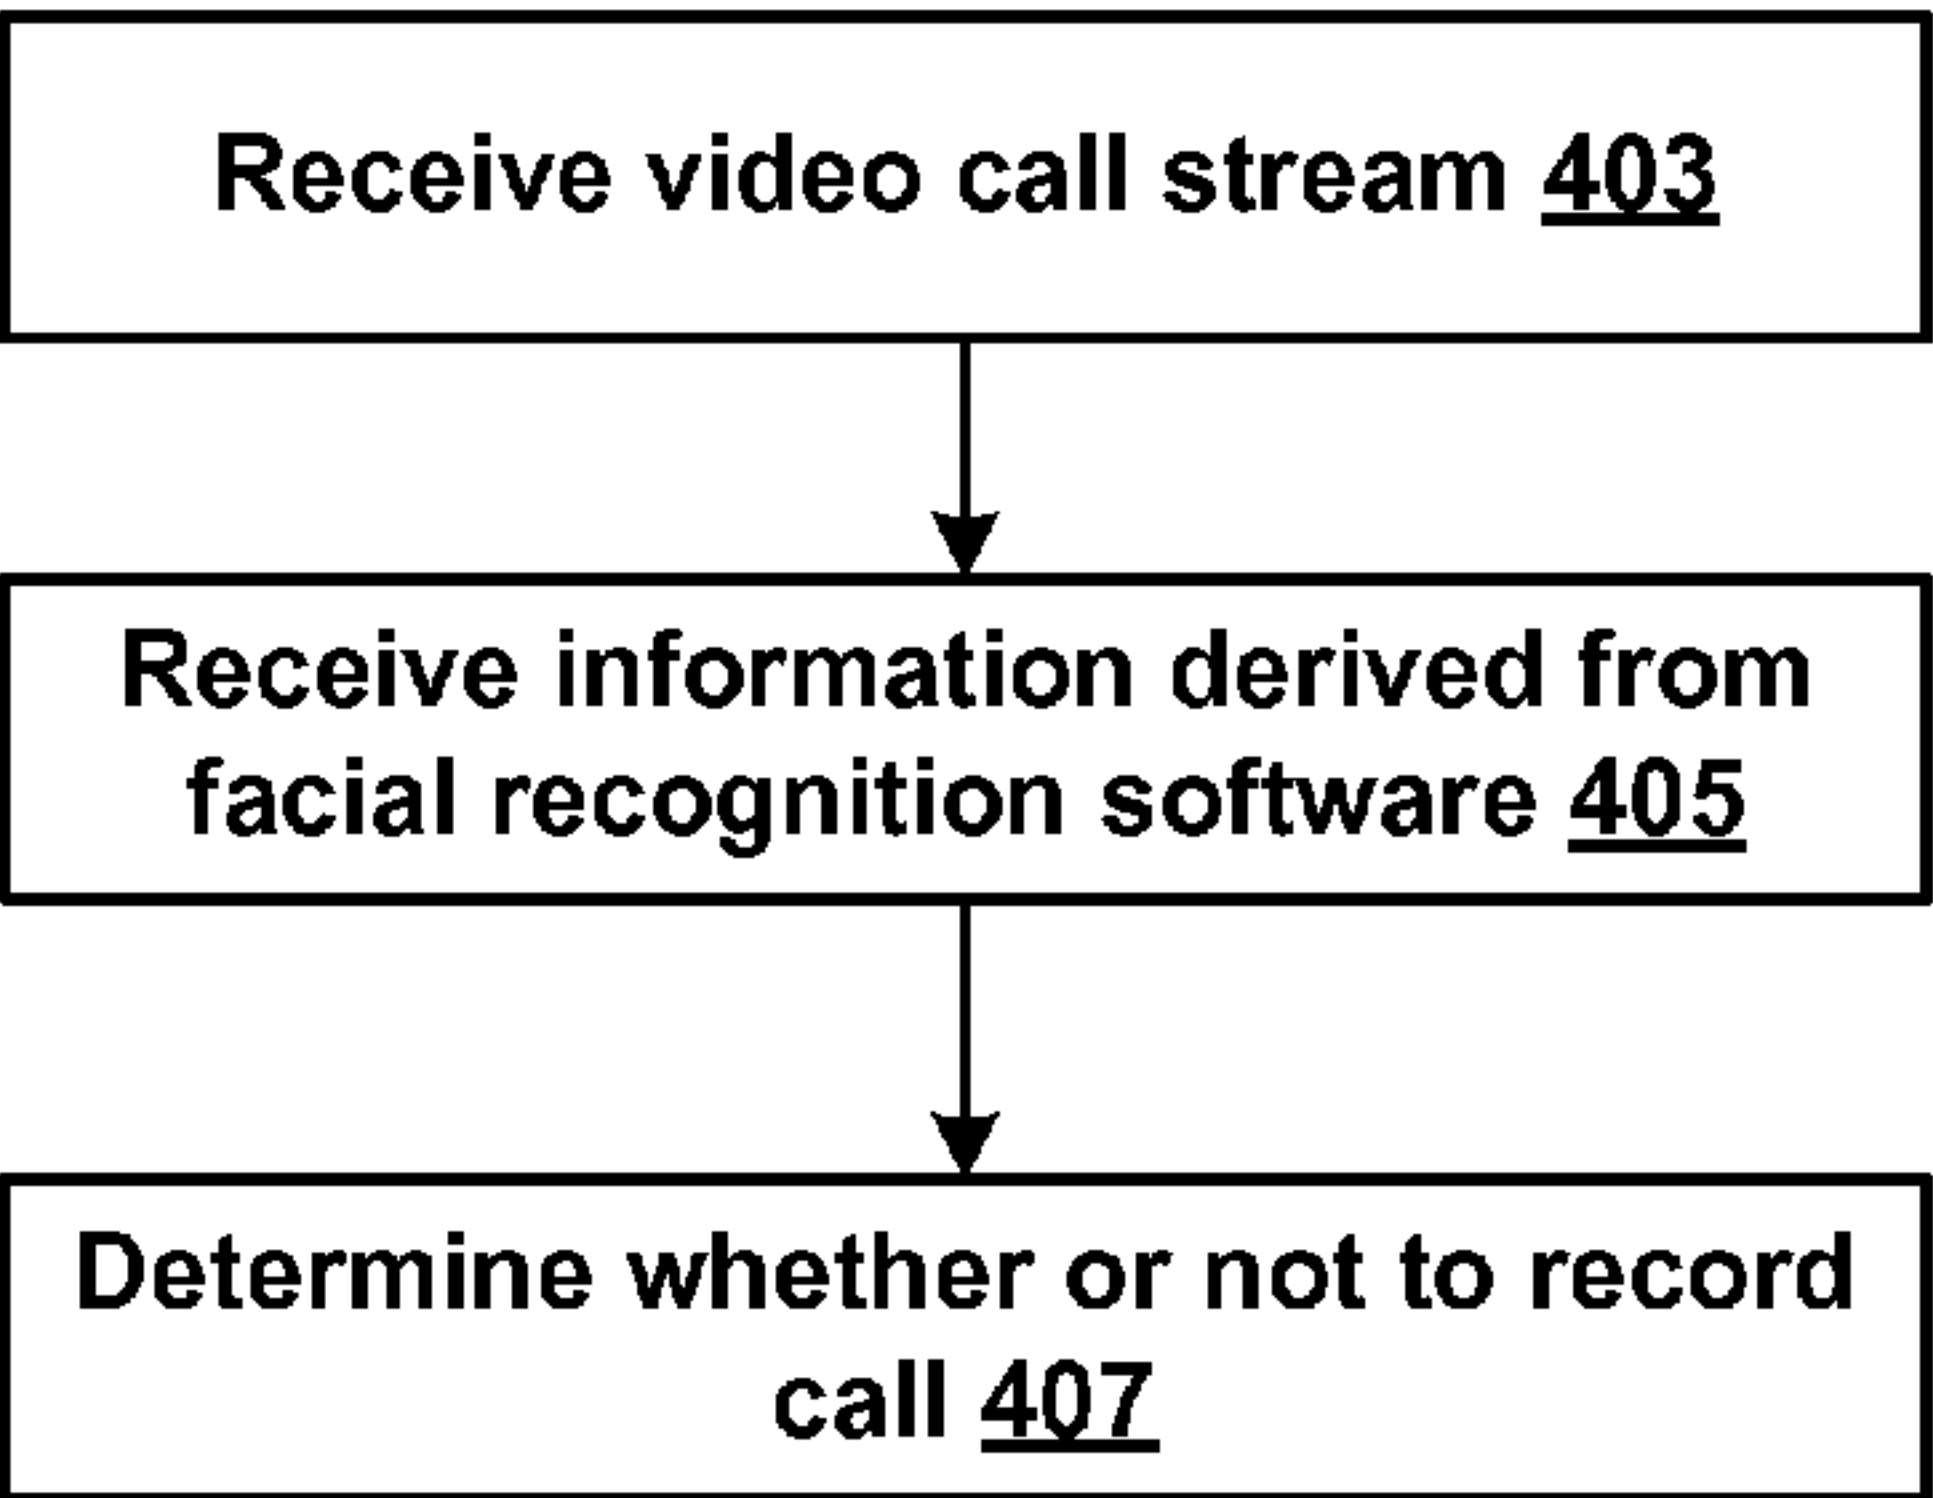 Receive video call stream 403
Receive information derived from
facial recognition software 405
Determine whether or not to record
call 407